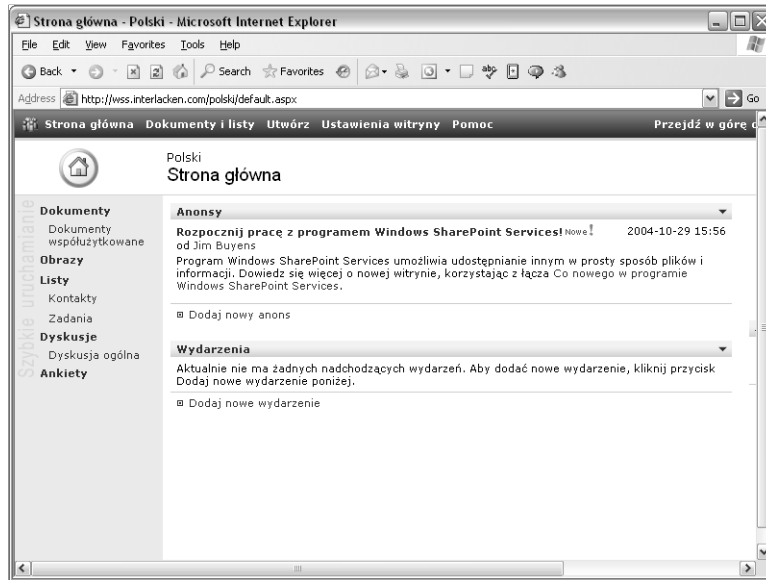 Strona główna - Polski - Microsoft Internet Explorer
File Edit View Favorites Tools Help
Back Search Favorites
Address http://wss.interlacken.com/polski/default.aspx Go
Strona główna Dokumenty i listy Utwórz Ustawienia witryny Pomoc Przejdź w górę
Polski
Strona główna
Szybkie uruchamianie
Dokumenty
Dokumenty
współużytkowane
Obrazy
Listy
Kontakty
Zadania
Dyskusje
Dyskusja ogólna
Ankiety
Anonsy
Rozpocznij pracę z programem Windows SharePoint Services! Nowe! 2004-10-29 15:56
od Jim Buyens
Program Windows SharePoint Services umożliwia udostępnianie innym w prosty sposób plików i
informacji. Dowiedz się więcej o nowej witrynie, korzystając z łącza Co nowego w programie
Windows SharePoint Services.
Dodaj nowy anons
Wydarzenia
Aktualnie nie ma żadnych nadchodzących wydarzeń. Aby dodać nowe wydarzenie, kliknij przycisk
Dodaj nowe wydarzenie poniżej.
Dodaj nowe wydarzenie